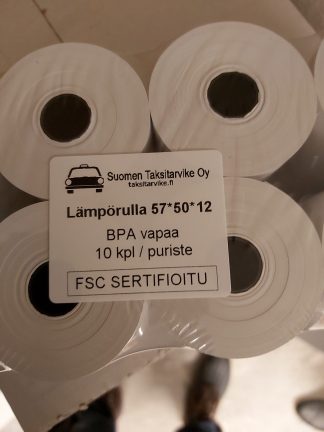 Suomen Taksitarvike Oy
taksitarvike.fi
Lämpörulla 57*50*12
BPA vapaa
10 kpl / puriste
FSC SERTIFIOITU